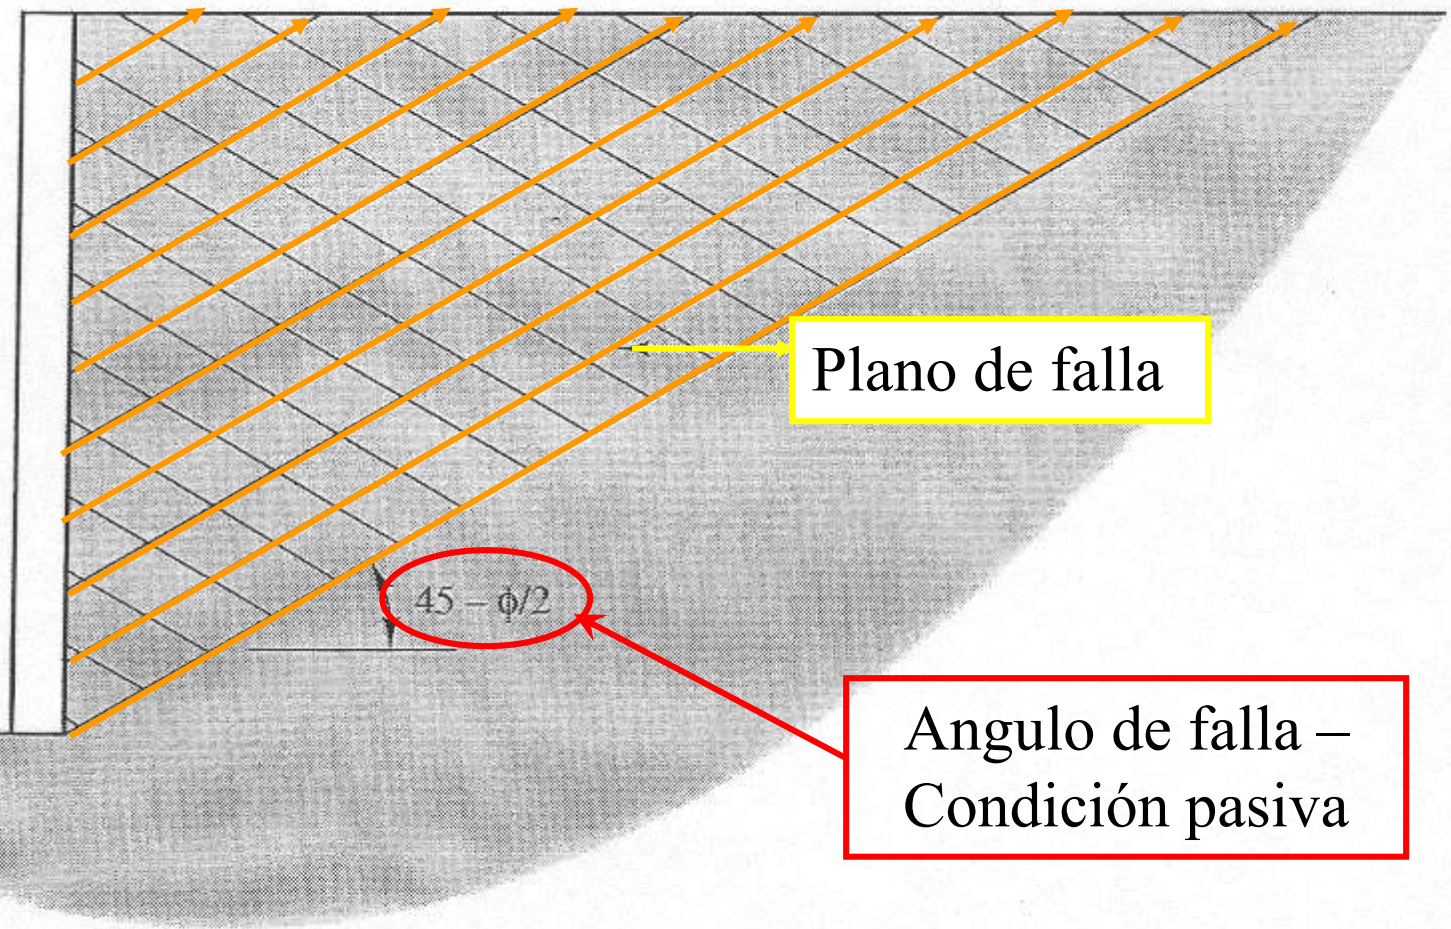 Plano de falla
45 – ϕ/2
Angulo de falla –
Condición pasiva